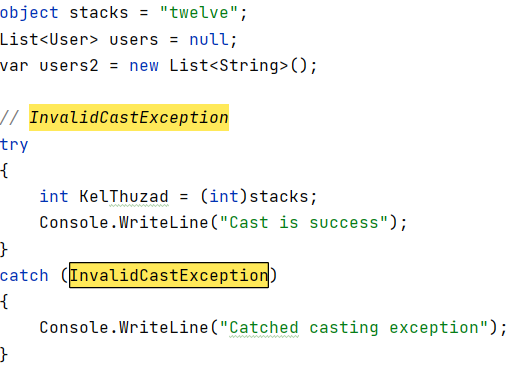 object stacks = "twelve";
List<User> users = null;
var users2 = new List<String>();
// InvalidCastException
try
{
    int KelThuzad = (int)stacks;
    Console.WriteLine("Cast is success");
}
catch (InvalidCastException)
{
    Console.WriteLine("Catched casting exception");
}